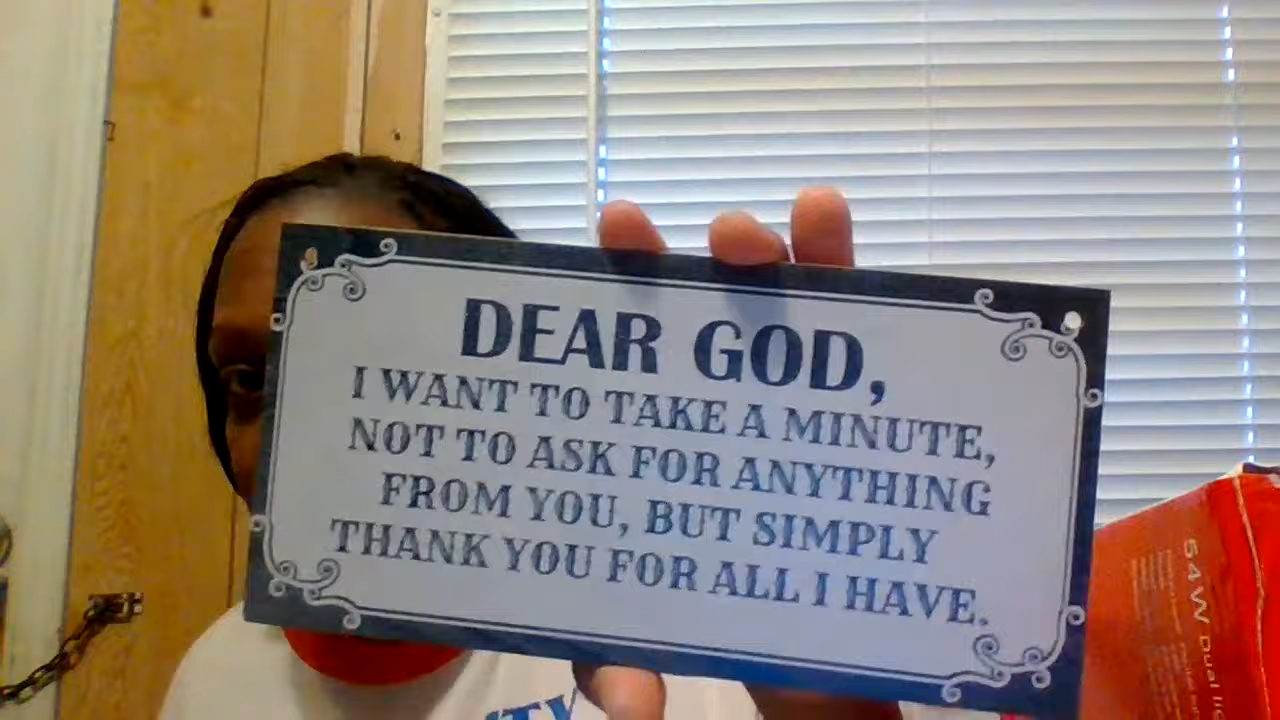 DEAR GOD,
I WANT TO TAKE A MINUTE,
NOT TO ASK FOR ANYTHING
FROM YOU, BUT SIMPLY
THANK YOU FOR ALL I HAVE.
54W Dual